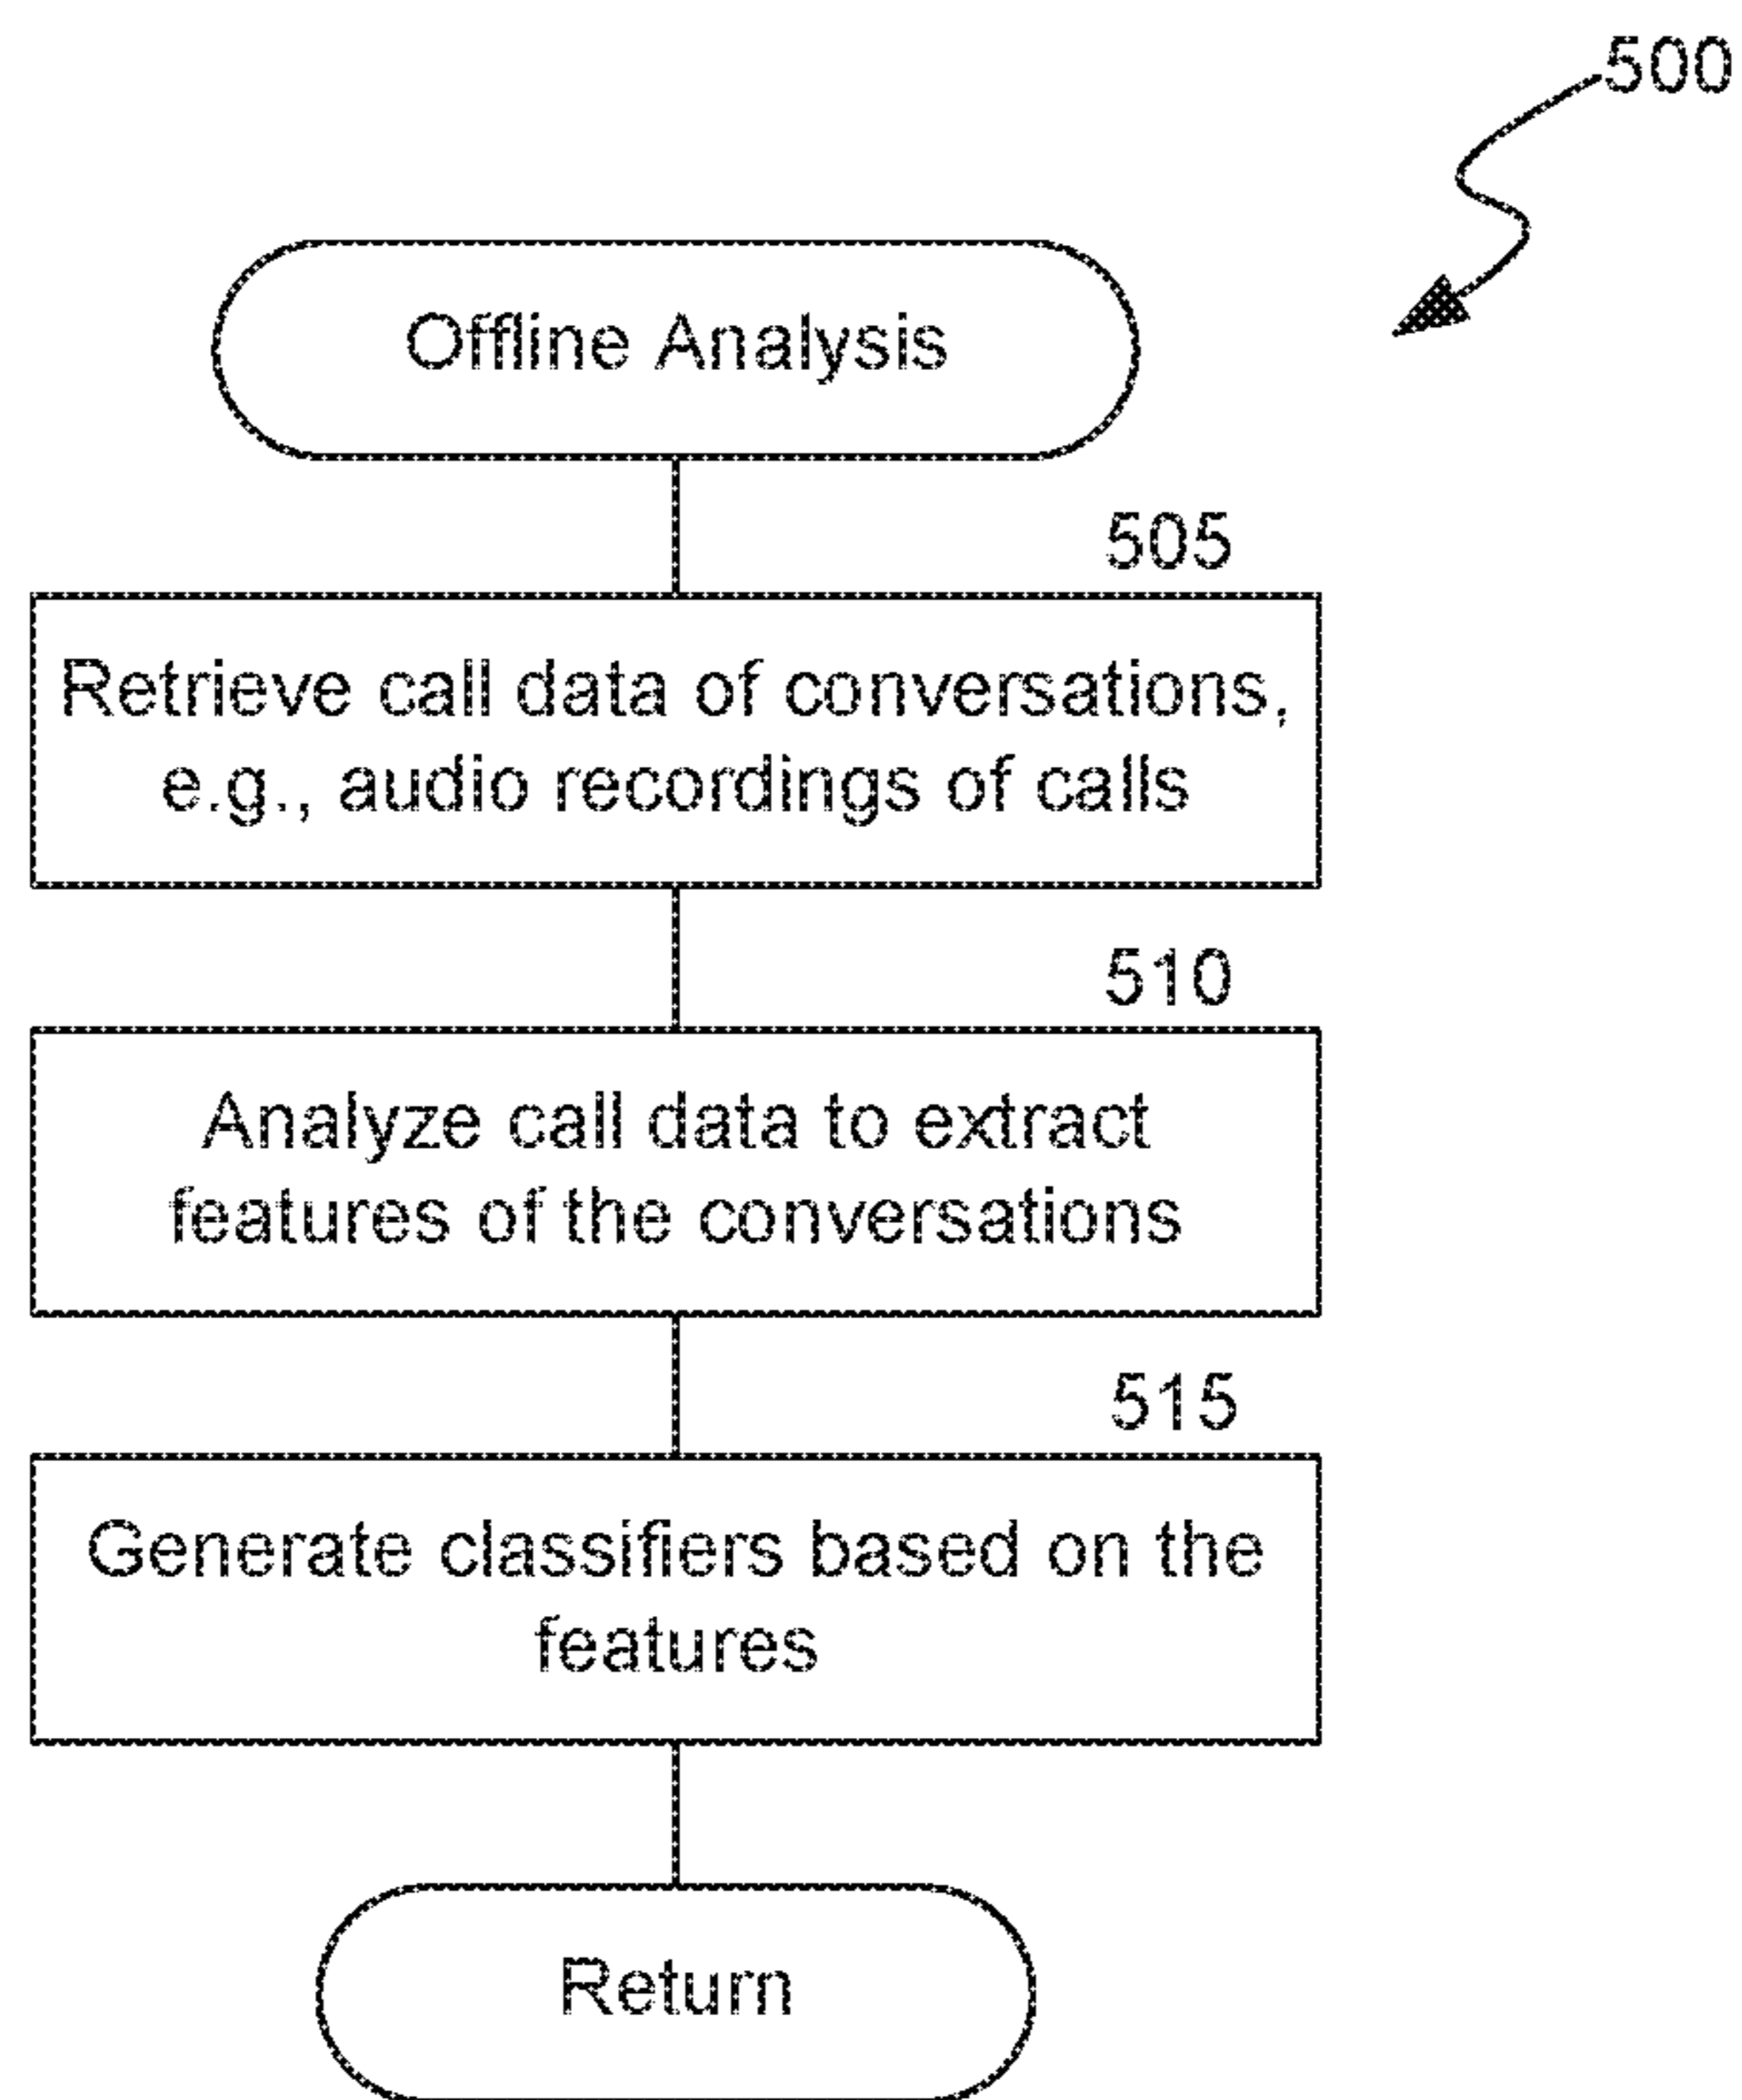 500
Offline Analysis
505
Retrieve call data of conversations,
e.g., audio recordings of calls
510
Analyze call data to extract
features of the conversations
515
Generate classifiers based on the
features
Return